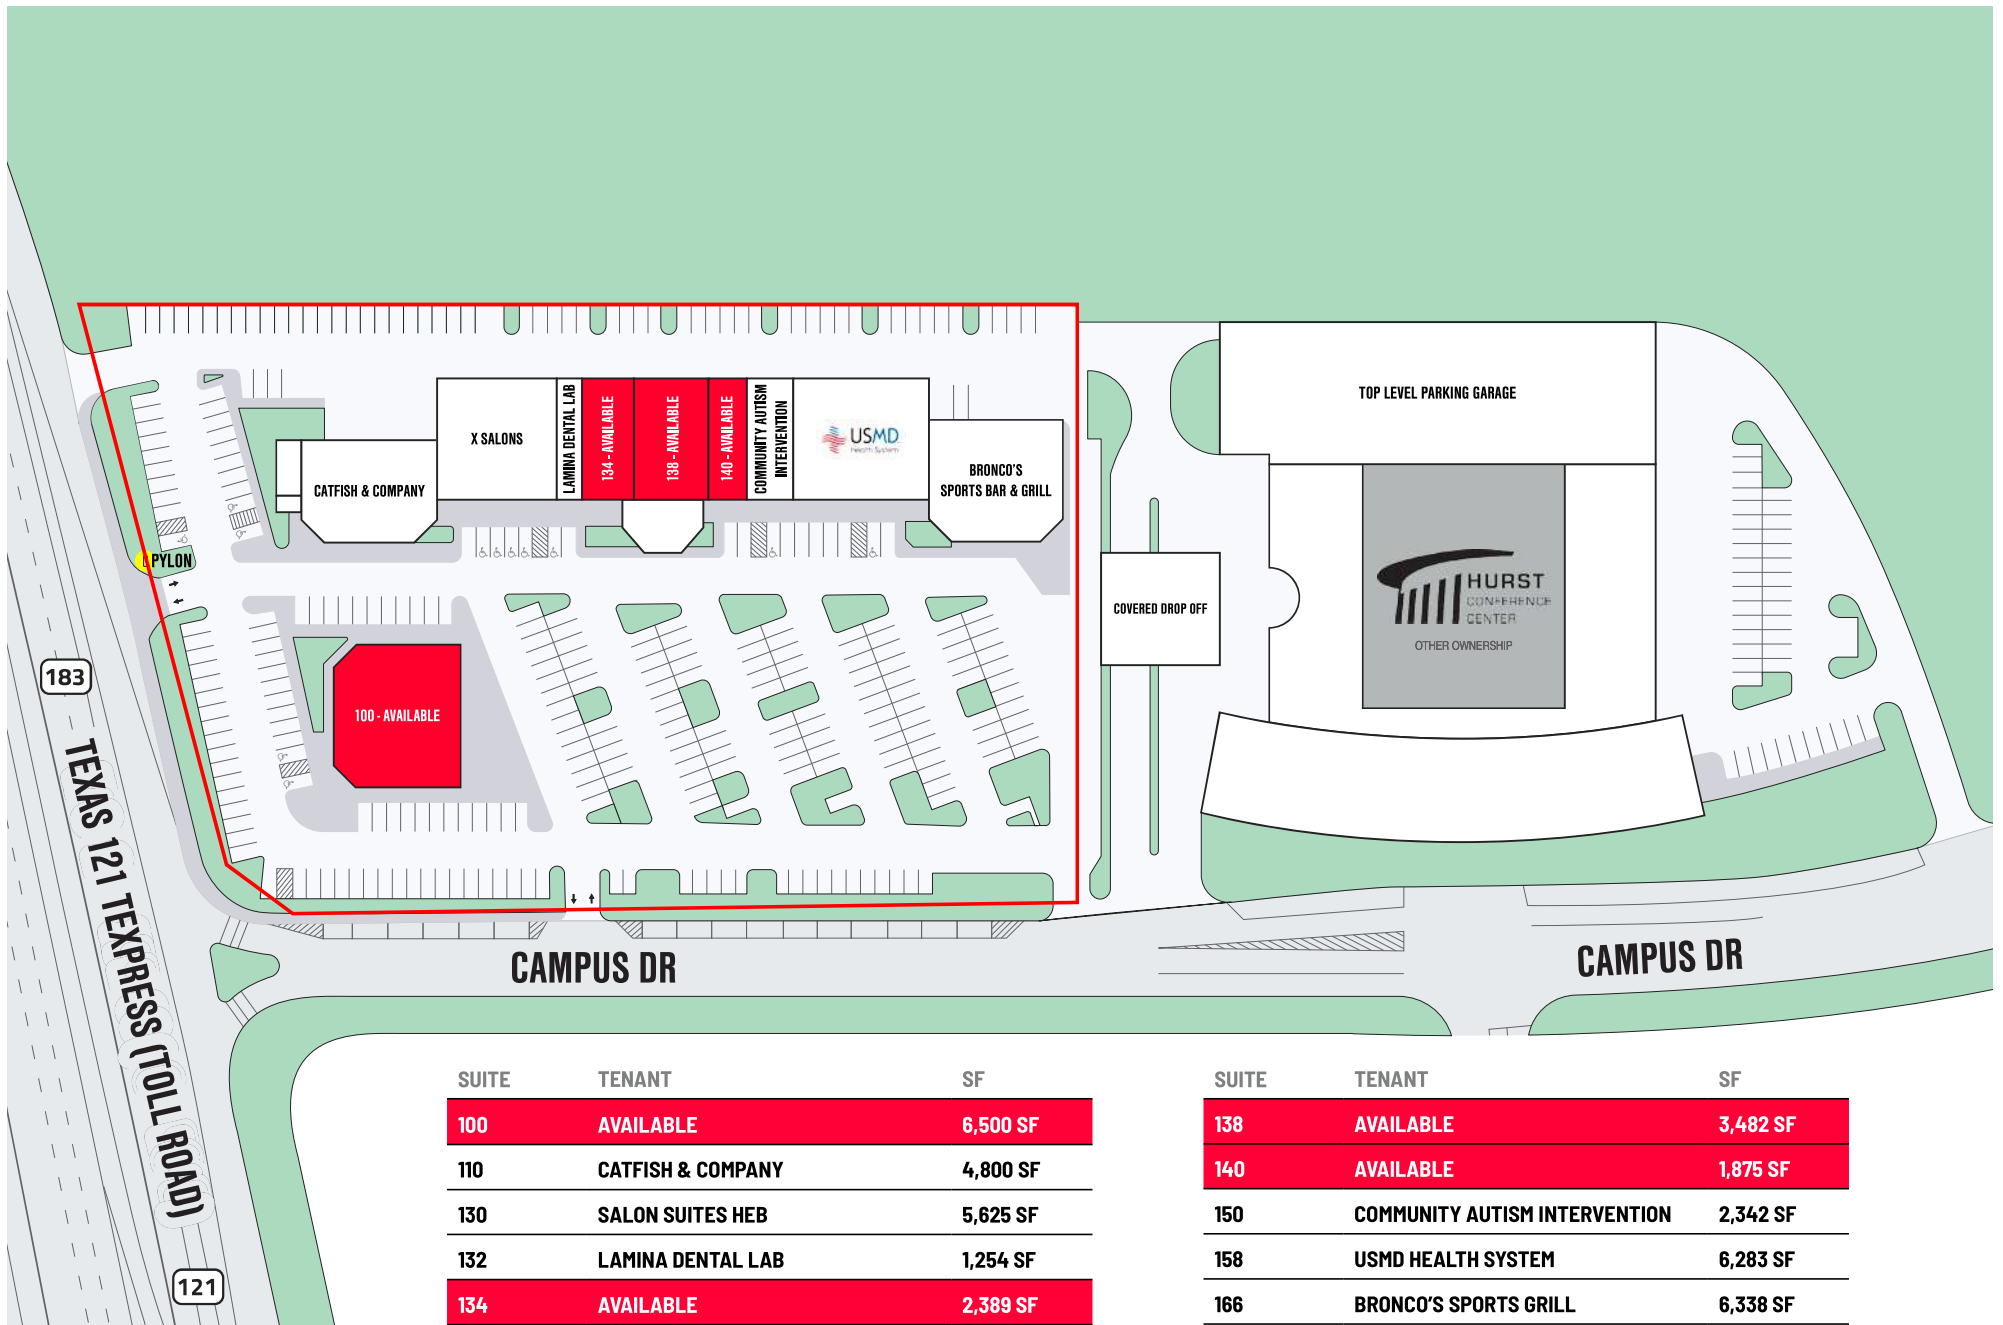 TOP LEVEL PARKING GARAGE
X SALONS
LAMINA DENTAL LAB
134 - AVAILABLE
138 - AVAILABLE
140 - AVAILABLE
COMMUNITY AUTISM
INTERVENTION
USMD
Health System
CATFISH & COMPANY
BRONCO'S
SPORTS BAR & GRILL
PYLON
COVERED DROP OFF
HURST
CONFERENCE
CENTER
OTHER OWNERSHIP
183
100 - AVAILABLE
TEXAS 121 TEXPRESS (TOLL ROAD)
CAMPUS DR
CAMPUS DR
121
SUITE TENANT SF
100 AVAILABLE 6,500 SF
110 CATFISH & COMPANY 4,800 SF
130 SALON SUITES HEB 5,625 SF
132 LAMINA DENTAL LAB 1,254 SF
134 AVAILABLE 2,389 SF
SUITE TENANT SF
138 AVAILABLE 3,482 SF
140 AVAILABLE 1,875 SF
150 COMMUNITY AUTISM INTERVENTION 2,342 SF
158 USMD HEALTH SYSTEM 6,283 SF
166 BRONCO'S SPORTS GRILL 6,338 SF